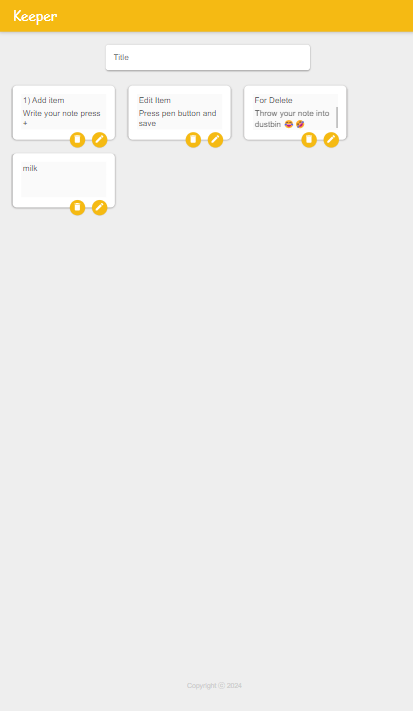 Keeper
Title
1) Add item
Write your note press
+
Edit Item
Press pen button and
save
For Delete
Throw your note into
dustbin 😂 🤣
milk
Copyright ⓒ 2024